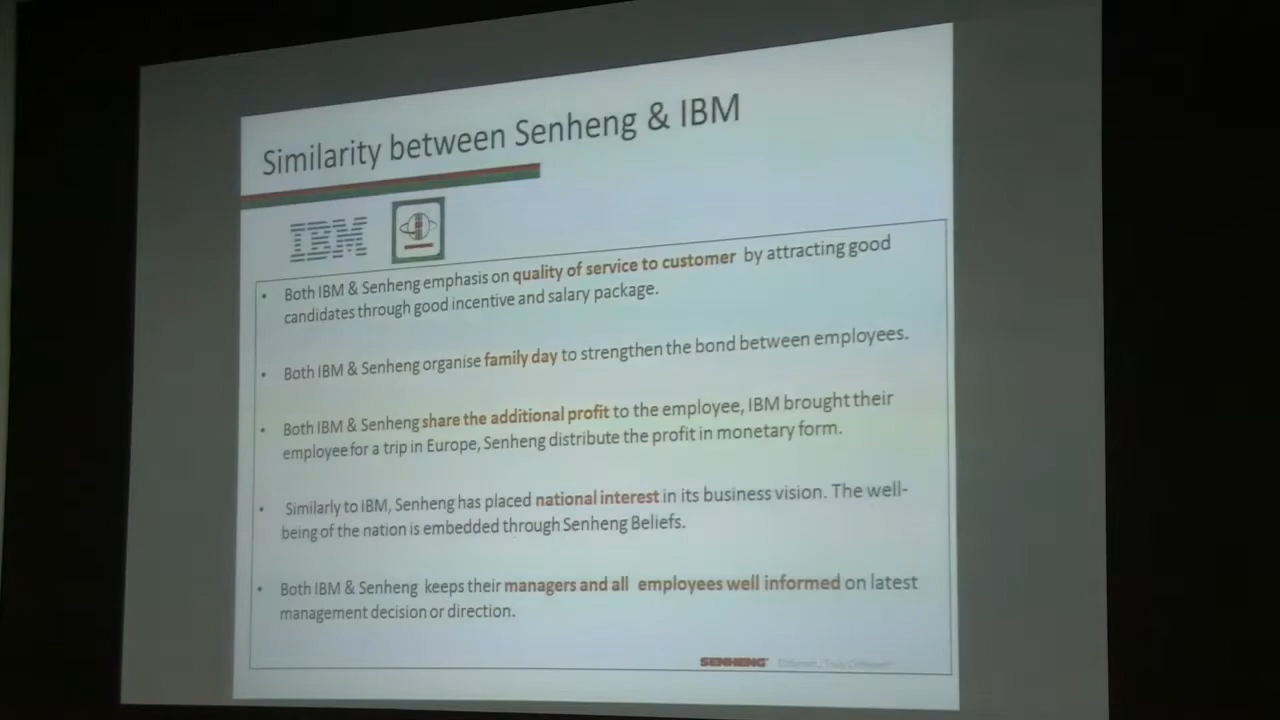 Similarity between Senheng & IBM
IBM
• Both IBM & Senheng emphasis on quality of service to customer by attracting good
candidates through good incentive and salary package.
• Both IBM & Senheng organise family day to strengthen the bond between employees.
• Both IBM & Senheng share the additional profit to the employee, IBM brought their
employee for a trip in Europe, Senheng distribute the profit in monetary form.
• Similarly to IBM, Senheng has placed national interest in its business vision. The well-
being of the nation is embedded through Senheng Beliefs.
• Both IBM & Senheng keeps their managers and all employees well informed on latest
management decision or direction.
SENHENG